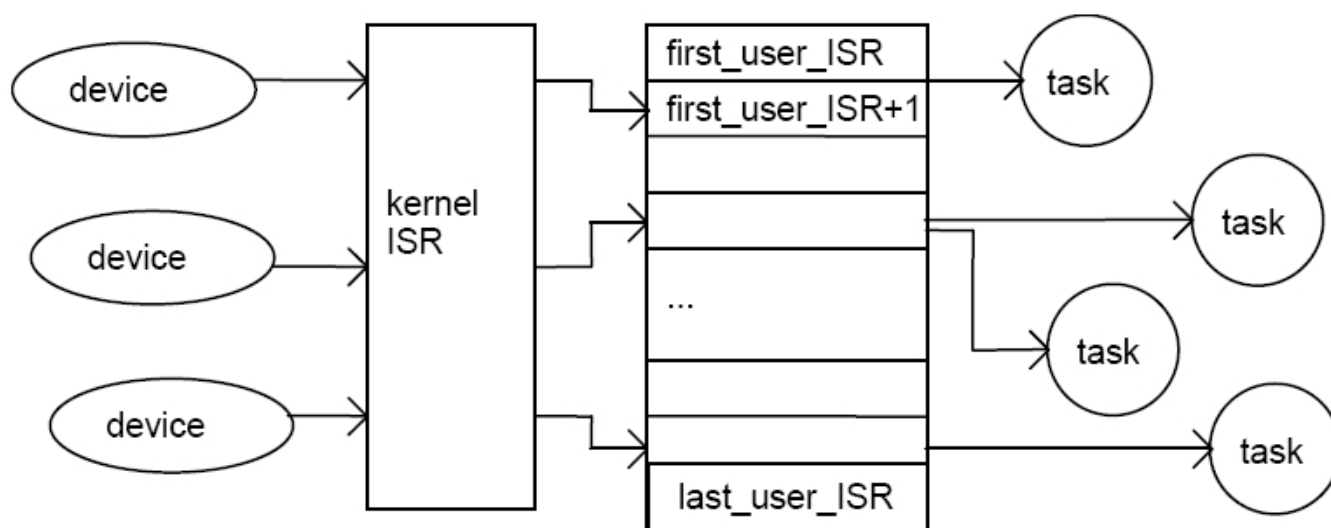 device
device
device
kernel
ISR
first_user_ISR
first_user_ISR+1
...
last_user_ISR
task
task
task
task